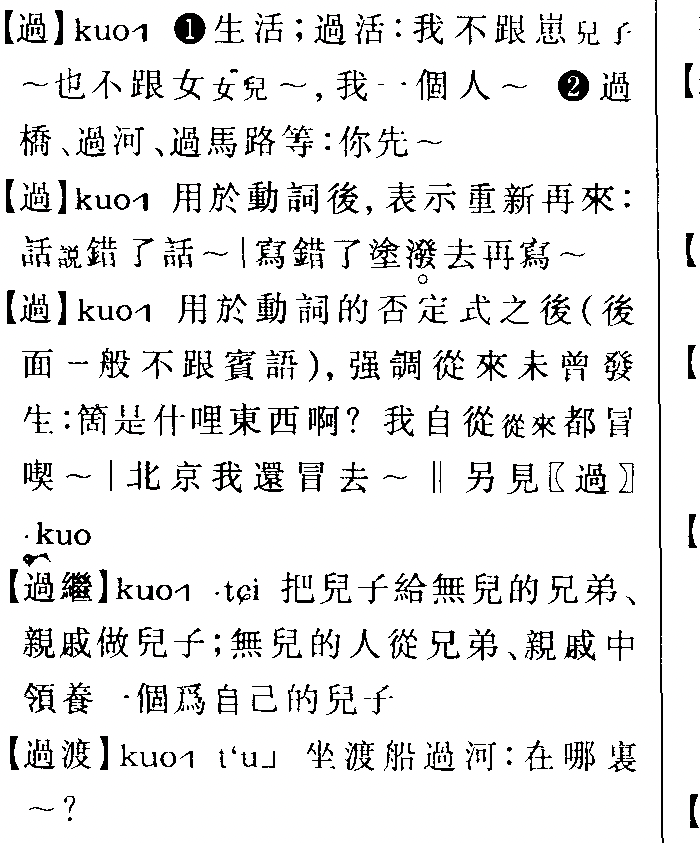 【過】kuo˧ ❶生活；過活：我不跟崽兒子
～也不跟女女兒～，我一個人～ ❷過
橋、過河、過馬路等：你先～
【過】kuo˧ 用於動詞後，表示重新再來：
話説錯了話～｜寫錯了塗潑去再寫～
【過】kuo˧ 用於動詞的否定式之後（後
面一般不跟賓語），强調從來未曾發
生：箇是什哩東西啊？我自從從來都冒
喫～｜北京我還冒去～‖另見〖過〗
·kuo
【過繼】kuo˧ ·tɕi 把兒子給無兒的兄弟、
親戚做兒子；無兒的人從兄弟、親戚中
領養一個爲自己的兒子
【過渡】kuo˧ tʻu˩ 坐渡船過河：在哪裏
～？